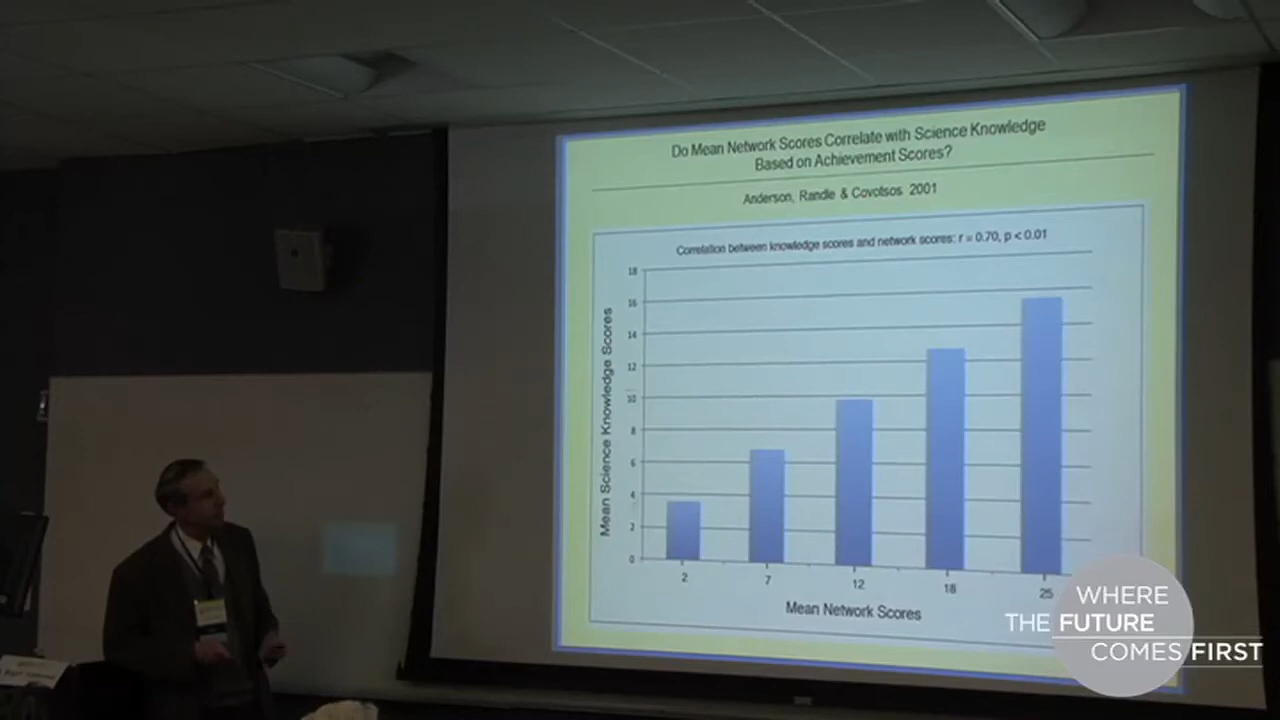 Do Mean Network Scores Correlate with Science Knowledge
Based on Achievement Scores?
Anderson, Randle & Covotsos 2001
Correlation between knowledge scores and network scores: r = 0.70, p < 0.01
Mean Science Knowledge Scores
18
16
14
12
10
8
6
4
2
0
2 7 12 18 25
Mean Network Scores
WHERE
THE FUTURE
COMES FIRST